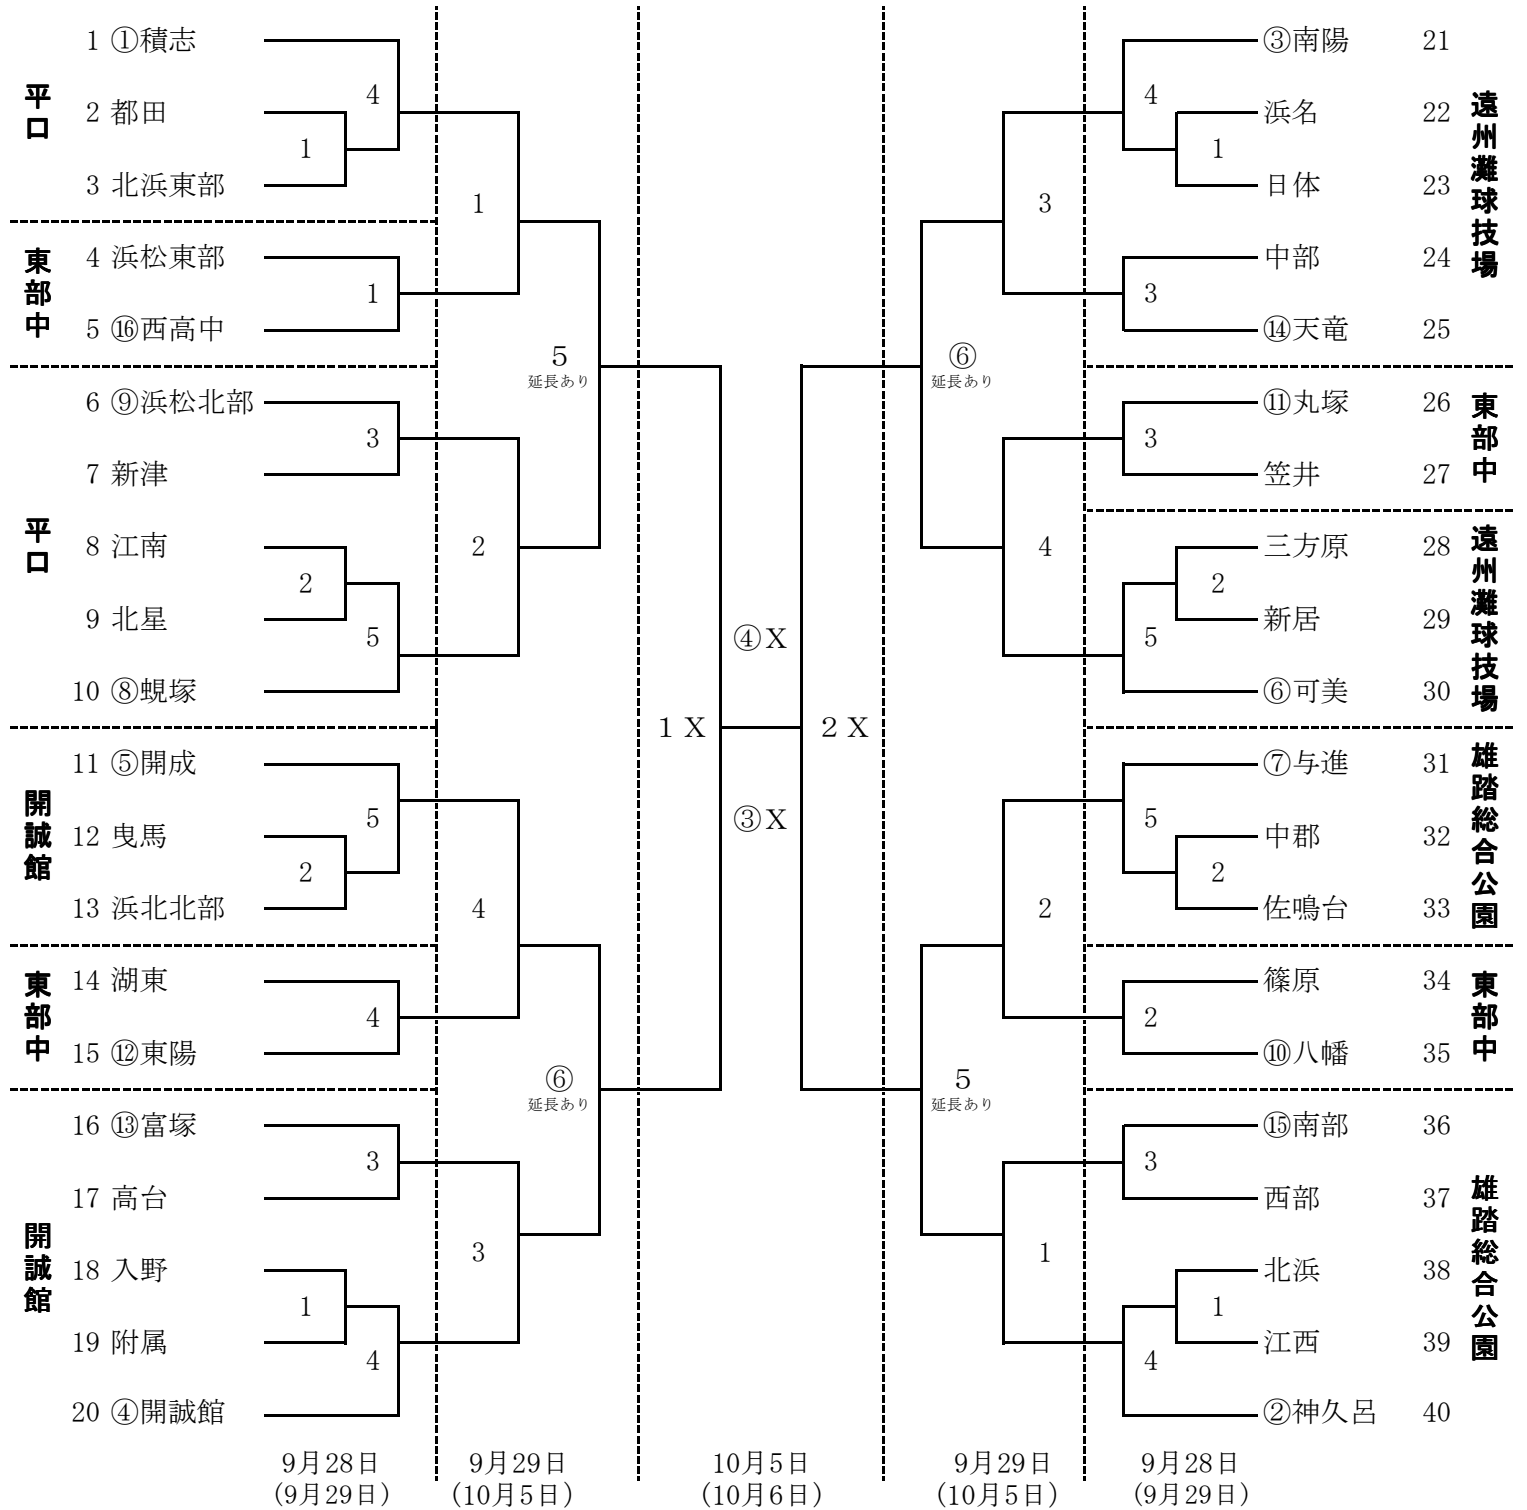 平口
1 ①積志
2 都田
3 北浜東部
4
1
東部中
4 浜松東部
5 ⑯西高中
1
1
平口
6 ⑨浜松北部
7 新津
8 江南
9 北星
10 ⑧蜆塚
3
2
5
2
5
延長あり
開誠館
11 ⑤開成
12 曳馬
13 浜北北部
5
2
4
東部中
14 湖東
15 ⑫東陽
4
開誠館
16 ⑬富塚
17 高台
18 入野
19 附属
20 ④開誠館
3
1
4
3
⑥
延長あり
1 X
④X
③X
2 X
③南陽 21
浜名 22
日体 23
中部 24
⑭天竜 25
遠州灘球技場
4
1
3
3
⑥
延長あり
⑪丸塚 26
笠井 27
東部中
3
4
三方原 28
新居 29
⑥可美 30
遠州灘球技場
2
5
⑦与進 31
中郡 32
佐鳴台 33
雄踏総合公園
5
2
2
篠原 34
⑩八幡 35
東部中
2
5
延長あり
⑮南部 36
西部 37
北浜 38
江西 39
②神久呂 40
雄踏総合公園
3
1
4
1
9月28日
(9月29日)
9月29日
(10月5日)
10月5日
(10月6日)
9月29日
(10月5日)
9月28日
(9月29日)